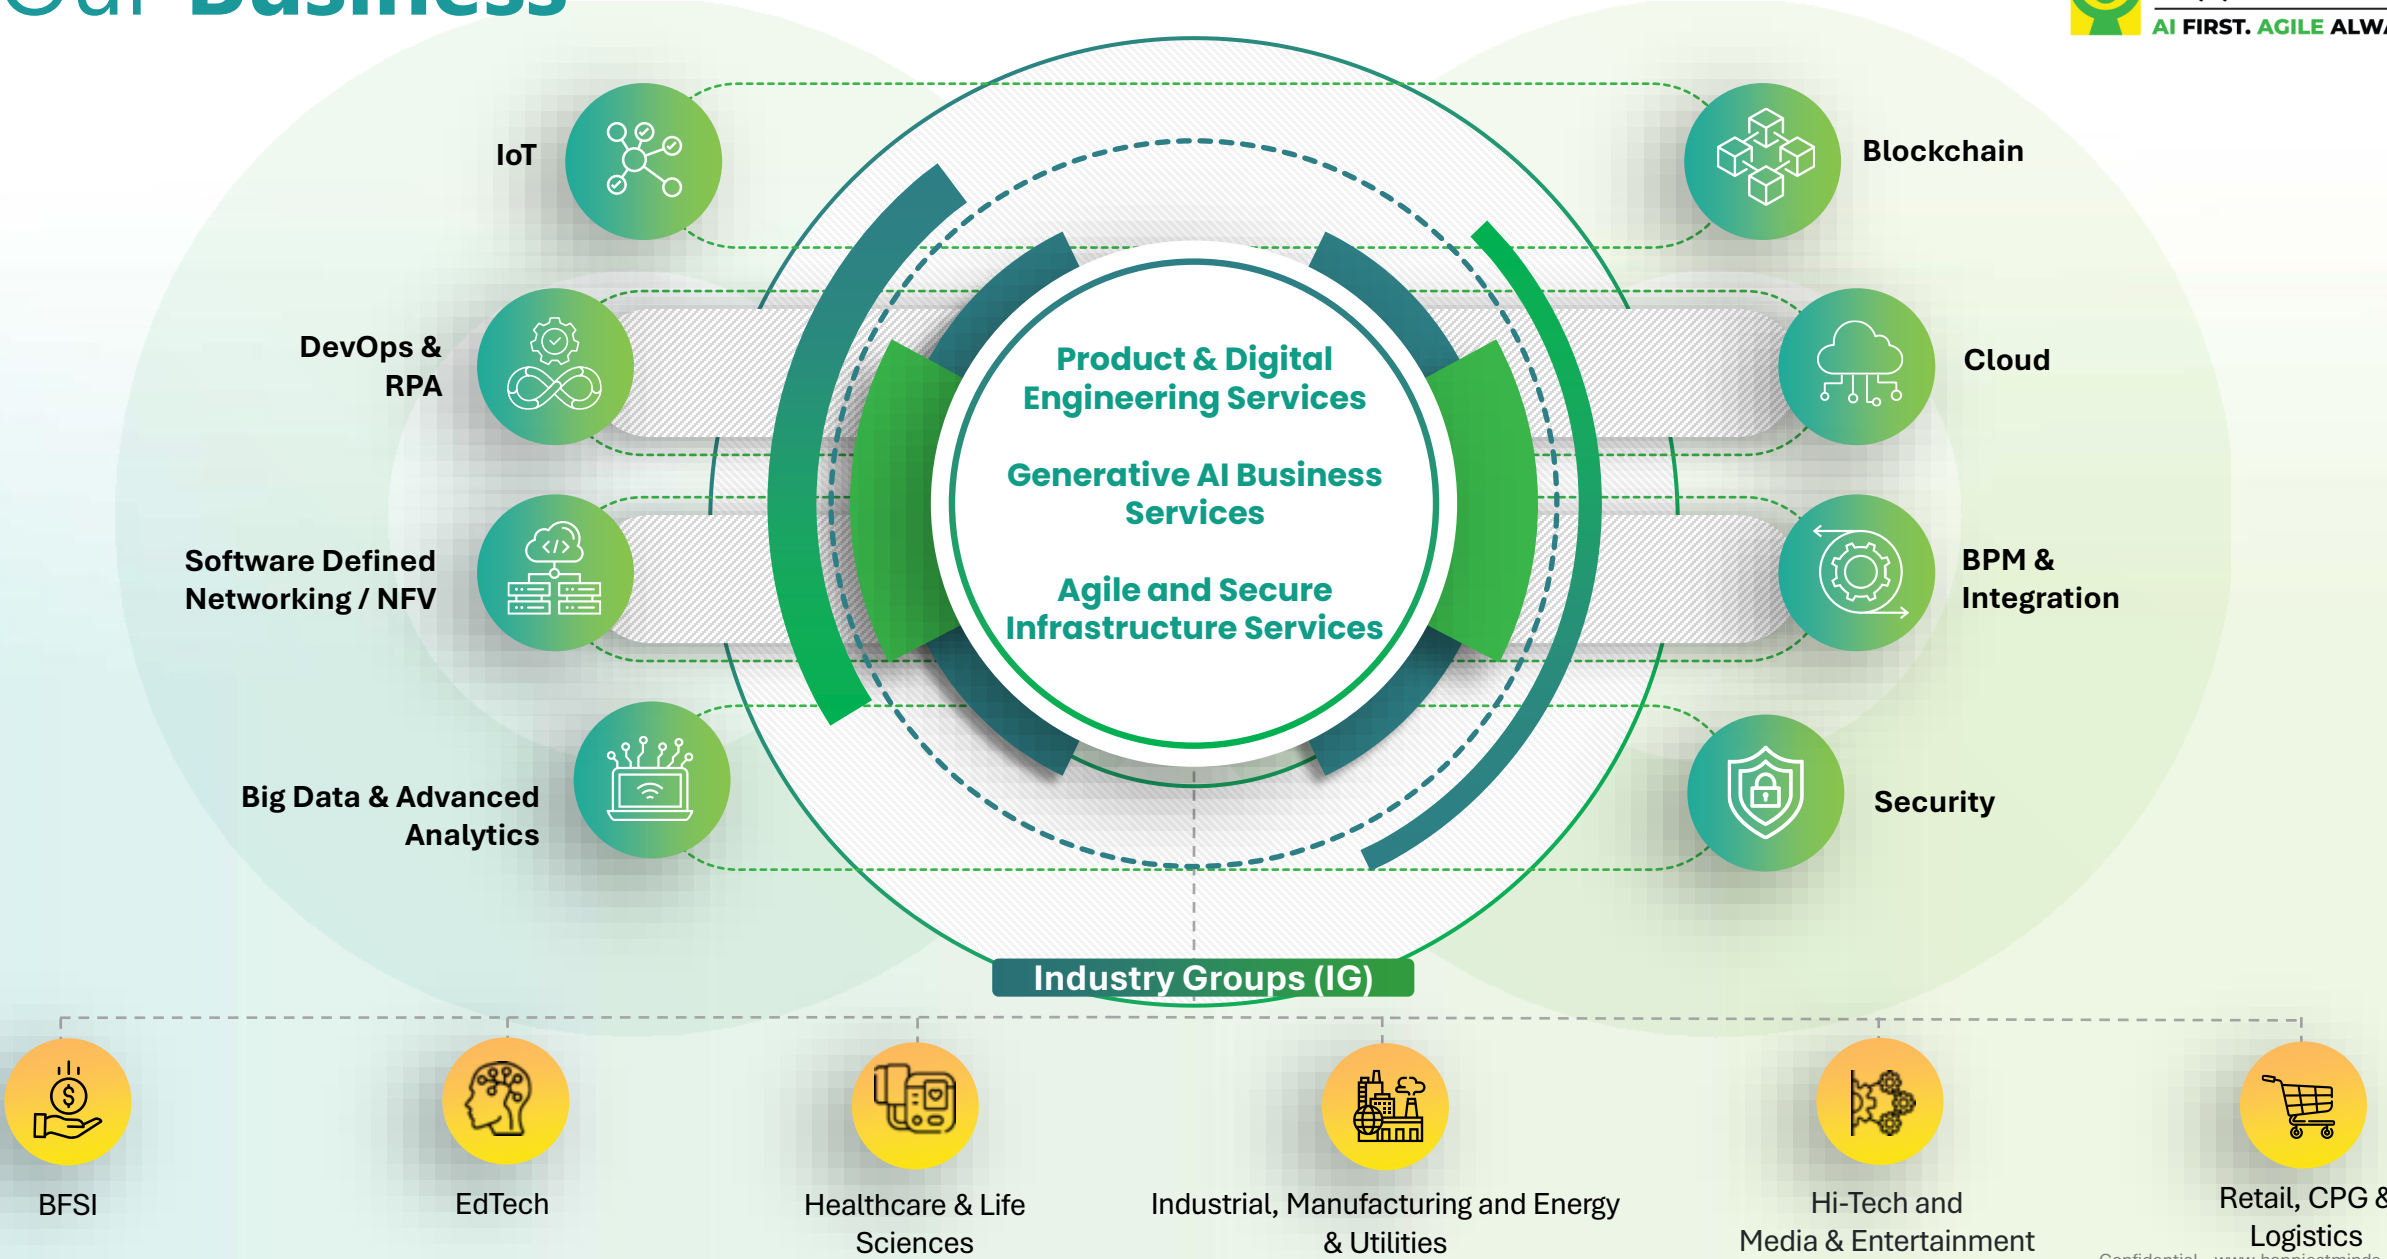 Our Business
AI FIRST. AGILE
IoT
Blockchain
DevOps &
RPA
Cloud
Product & Digital
Engineering Services
Generative AI Business
Services
Agile and Secure
Infrastructure Services
Software Defined
Networking / NFV
BPM &
Integration
Big Data & Advanced
Analytics
Security
Industry Groups (IG)
BFSI
EdTech
Healthcare & Life
Sciences
Industrial, Manufacturing and Energy
& Utilities
Hi-Tech and
Media & Entertainment
Retail, CPG &
Logistics